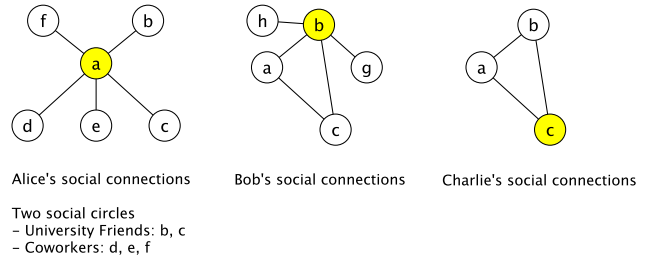 f b
a
d e c
Alice's social connections
Two social circles
– University Friends: b, c
– Coworkers: d, e, f
h b
a g
c
Bob's social connections
b
a
c
Charlie's social connections